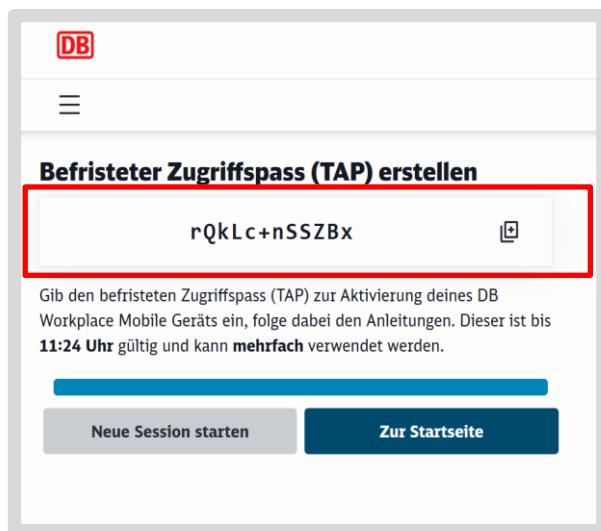 DB
Befristeter Zugriffspass (TAP) erstellen
rQkLc+nSSZBx
Gib den befristeten Zugriffspass (TAP) zur Aktivierung deines DB
Workplace Mobile Geräts ein, folge dabei den Anleitungen. Dieser ist bis
11:24 Uhr gültig und kann mehrfach verwendet werden.
Neue Session starten
Zur Startseite